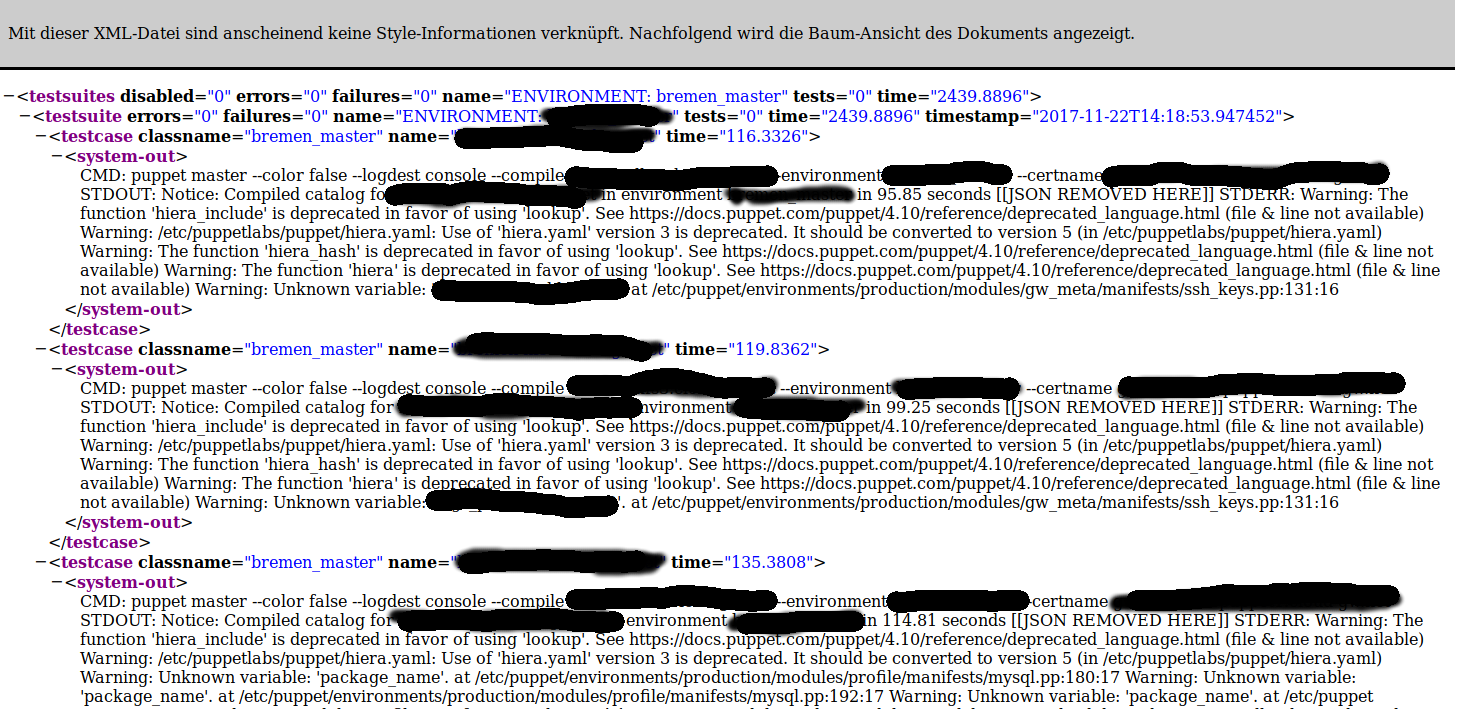 Mit dieser XML-Datei sind anscheinend keine Style-Informationen verknüpft. Nachfolgend wird die Baum-Ansicht des Dokuments angezeigt.
−<testsuites disabled="0" errors="0" failures="0" name="ENVIRONMENT: bremen_master" tests="0" time="2439.8896">
−<testsuite errors="0" failures="0" name="ENVIRONMENT: " tests="0" time="2439.8896" timestamp="2017-11-22T14:18:53.947452">
−<testcase classname="bremen_master" name=" " time="116.3326">
−<system-out>
CMD: puppet master --color false --logdest console --compile -environment --certname
STDOUT: Notice: Compiled catalog fo in environment in 95.85 seconds [[JSON REMOVED HERE]] STDERR: Warning: The
function 'hiera_include' is deprecated in favor of using 'lookup'. See https://docs.puppet.com/puppet/4.10/reference/deprecated_language.html (file & line not available)
Warning: /etc/puppetlabs/puppet/hiera.yaml: Use of 'hiera.yaml' version 3 is deprecated. It should be converted to version 5 (in /etc/puppetlabs/puppet/hiera.yaml)
Warning: The function 'hiera_hash' is deprecated in favor of using 'lookup'. See https://docs.puppet.com/puppet/4.10/reference/deprecated_language.html (file & line not
available) Warning: The function 'hiera' is deprecated in favor of using 'lookup'. See https://docs.puppet.com/puppet/4.10/reference/deprecated_language.html (file & line
not available) Warning: Unknown variable: at /etc/puppet/environments/production/modules/gw_meta/manifests/ssh_keys.pp:131:16
</system-out>
</testcase>
−<testcase classname="bremen_master" name=" " time="119.8362">
−<system-out>
CMD: puppet master --color false --logdest console --compile --environment --certname
STDOUT: Notice: Compiled catalog for nvironment in 99.25 seconds [[JSON REMOVED HERE]] STDERR: Warning: The
function 'hiera_include' is deprecated in favor of using 'lookup'. See https://docs.puppet.com/puppet/4.10/reference/deprecated_language.html (file & line not available)
Warning: /etc/puppetlabs/puppet/hiera.yaml: Use of 'hiera.yaml' version 3 is deprecated. It should be converted to version 5 (in /etc/puppetlabs/puppet/hiera.yaml)
Warning: The function 'hiera_hash' is deprecated in favor of using 'lookup'. See https://docs.puppet.com/puppet/4.10/reference/deprecated_language.html (file & line not
available) Warning: The function 'hiera' is deprecated in favor of using 'lookup'. See https://docs.puppet.com/puppet/4.10/reference/deprecated_language.html (file & line
not available) Warning: Unknown variable: '. at /etc/puppet/environments/production/modules/gw_meta/manifests/ssh_keys.pp:131:16
</system-out>
</testcase>
−<testcase classname="bremen_master" name=" " time="135.3808">
−<system-out>
CMD: puppet master --color false --logdest console --compile --environment -certname
STDOUT: Notice: Compiled catalog for environment in 114.81 seconds [[JSON REMOVED HERE]] STDERR: Warning: The
function 'hiera_include' is deprecated in favor of using 'lookup'. See https://docs.puppet.com/puppet/4.10/reference/deprecated_language.html (file & line not available)
Warning: /etc/puppetlabs/puppet/hiera.yaml: Use of 'hiera.yaml' version 3 is deprecated. It should be converted to version 5 (in /etc/puppetlabs/puppet/hiera.yaml)
Warning: Unknown variable: 'package_name'. at /etc/puppet/environments/production/modules/profile/manifests/mysql.pp:180:17 Warning: Unknown variable:
'package_name'. at /etc/puppet/environments/production/modules/profile/manifests/mysql.pp:192:17 Warning: Unknown variable: 'package_name'. at /etc/puppet